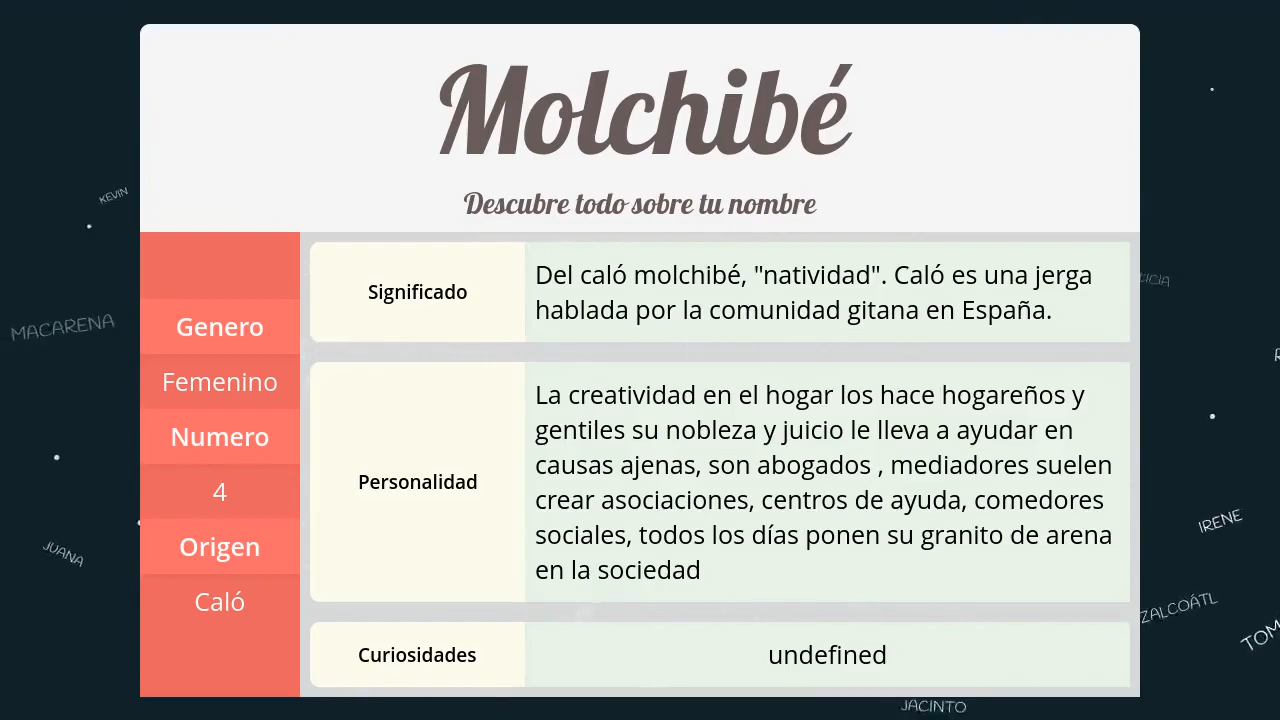 Molchibé
Descubre todo sobre tu nombre
KEVIN
MACARENA
JUANA
Genero
Femenino
Numero
4
Origen
Caló
Significado
Del caló molchibé, "natividad". Caló es una jerga
hablada por la comunidad gitana en España.
Personalidad
La creatividad en el hogar los hace hogareños y
gentiles su nobleza y juicio le lleva a ayudar en
causas ajenas, son abogados , mediadores suelen
crear asociaciones, centros de ayuda, comedores
sociales, todos los días ponen su granito de arena
en la sociedad
Curiosidades
undefined
IRENE
ZALCOÁTL
TOM
JACINTO